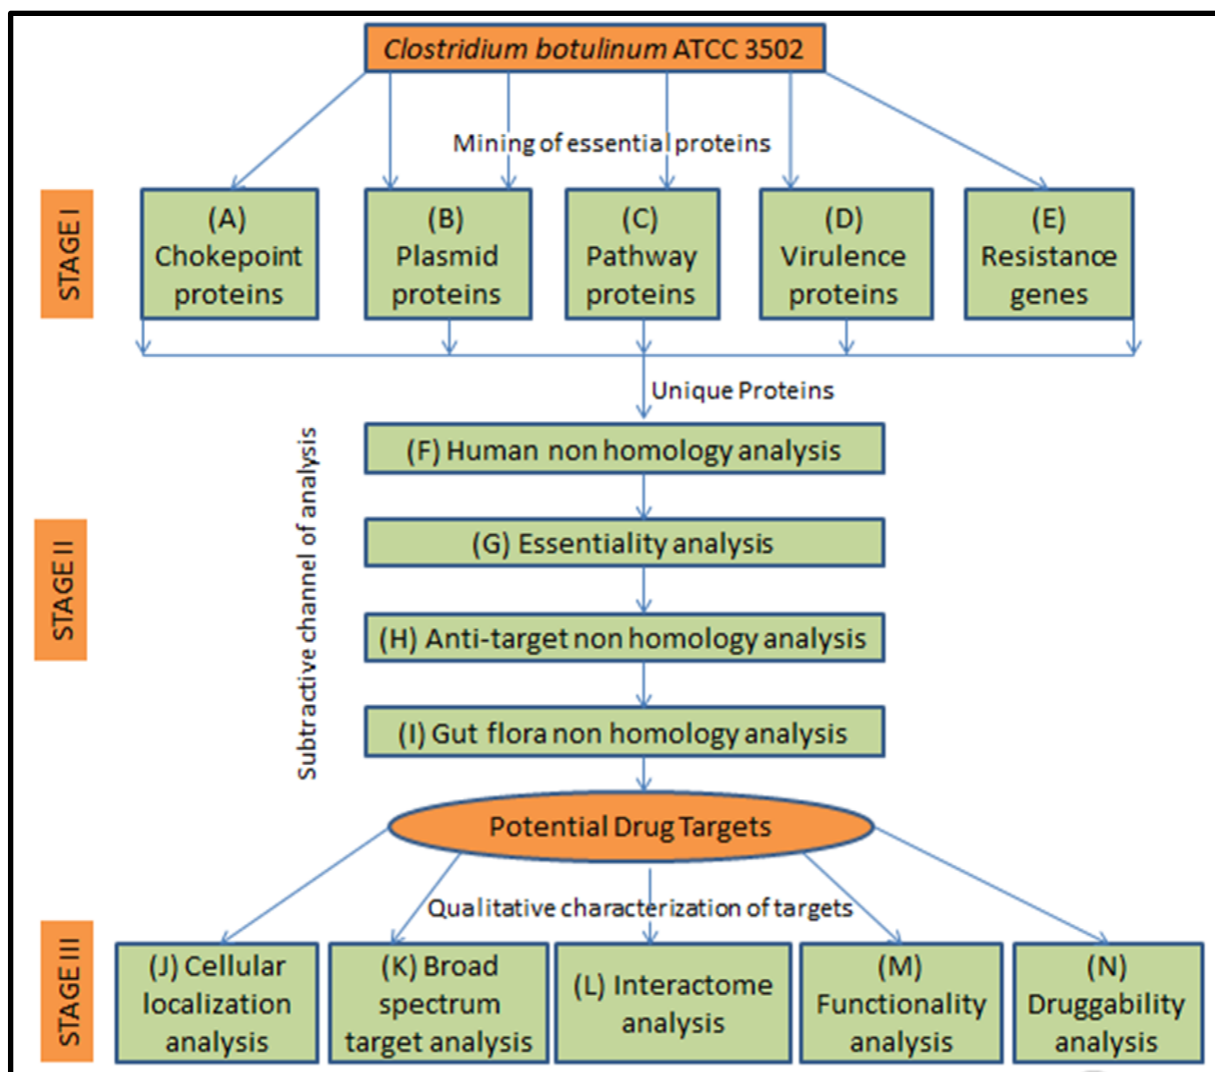 Clostridium botulinum ATCC 3502
Mining of essential proteins
STAGE I
(A)
Chokepoint
proteins
(B)
Plasmid
proteins
(C)
Pathway
proteins
(D)
Virulence
proteins
(E)
Resistance
genes
Unique Proteins
STAGE II
Subtractive channel of analysis
(F) Human non homology analysis
(G) Essentiality analysis
(H) Anti-target non homology analysis
(I) Gut flora non homology analysis
Potential Drug Targets
Qualitative characterization of targets
STAGE III
(J) Cellular
localization
analysis
(K) Broad
spectrum
target analysis
(L) Interactome
analysis
(M)
Functionality
analysis
(N)
Druggability
analysis